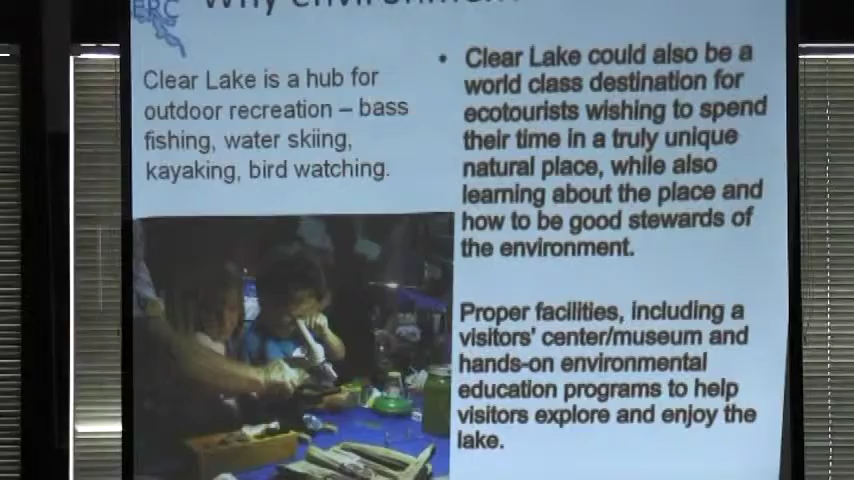 ERC
Why environm
Clear Lake is a hub for
outdoor recreation – bass
fishing, water skiing,
kayaking, bird watching.
• Clear Lake could also be a
world class destination for
ecotourists wishing to spend
their time in a truly unique
natural place, while also
learning about the place and
how to be good stewards of
the environment.
Proper facilities, including a
visitors' center/museum and
hands-on environmental
education programs to help
visitors explore and enjoy the
lake.